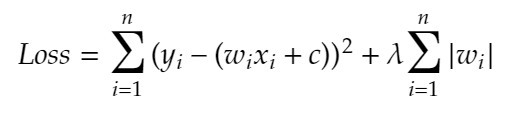 Loss = \sum_{i=1}^{n} (y_i - (w_i x_i + c))^2 + \lambda \sum_{i=1}^{n} |w_i|